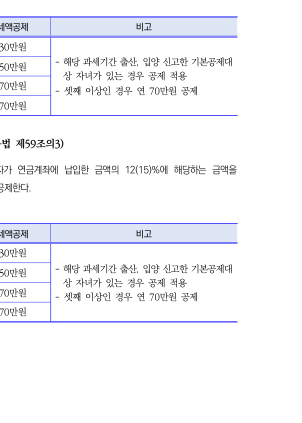 세액공제 비고
30만원
50만원
70만원
70만원
- 해당 과세기간 출산, 입양 신고한 기본공제대
상 자녀가 있는 경우 공제 적용
- 셋째 이상인 경우 연 70만원 공제
법 제59조의3)
가 연금계좌에 납입한 금액의 12(15)%에 해당하는 금액을
공제한다.
세액공제 비고
30만원
50만원
70만원
70만원
- 해당 과세기간 출산, 입양 신고한 기본공제대
상 자녀가 있는 경우 공제 적용
- 셋째 이상인 경우 연 70만원 공제